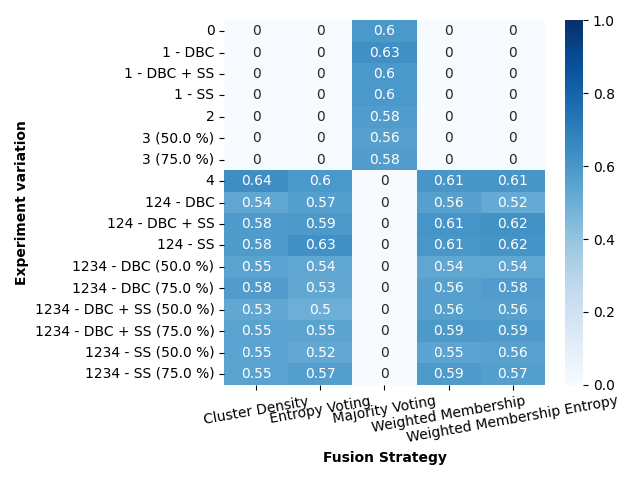 0 0 0 0.6 0 0 1.0
1 - DBC 0 0 0.63 0 0
1 - DBC + SS 0 0 0.6 0 0
1 - SS 0 0 0.6 0 0 0.8
2 0 0 0.58 0 0
3 (50.0 %) 0 0 0.56 0 0
3 (75.0 %) 0 0 0.58 0 0 0.6
4 0.64 0.6 0 0.61 0.61
124 - DBC 0.54 0.57 0 0.56 0.52
124 - DBC + SS 0.58 0.59 0 0.61 0.62
124 - SS 0.58 0.63 0 0.61 0.62 0.4
1234 - DBC (50.0 %) 0.55 0.54 0 0.54 0.54
1234 - DBC (75.0 %) 0.58 0.53 0 0.56 0.58
1234 - DBC + SS (50.0 %) 0.53 0.5 0 0.56 0.56 0.2
1234 - DBC + SS (75.0 %) 0.55 0.55 0 0.59 0.59
1234 - SS (50.0 %) 0.55 0.52 0 0.55 0.56
1234 - SS (75.0 %) 0.55 0.57 0 0.59 0.57 0.0
Experiment variation
Cluster Density
Entropy Voting
Majority Voting
Weighted Membership
Weighted Membership Entropy
Fusion Strategy